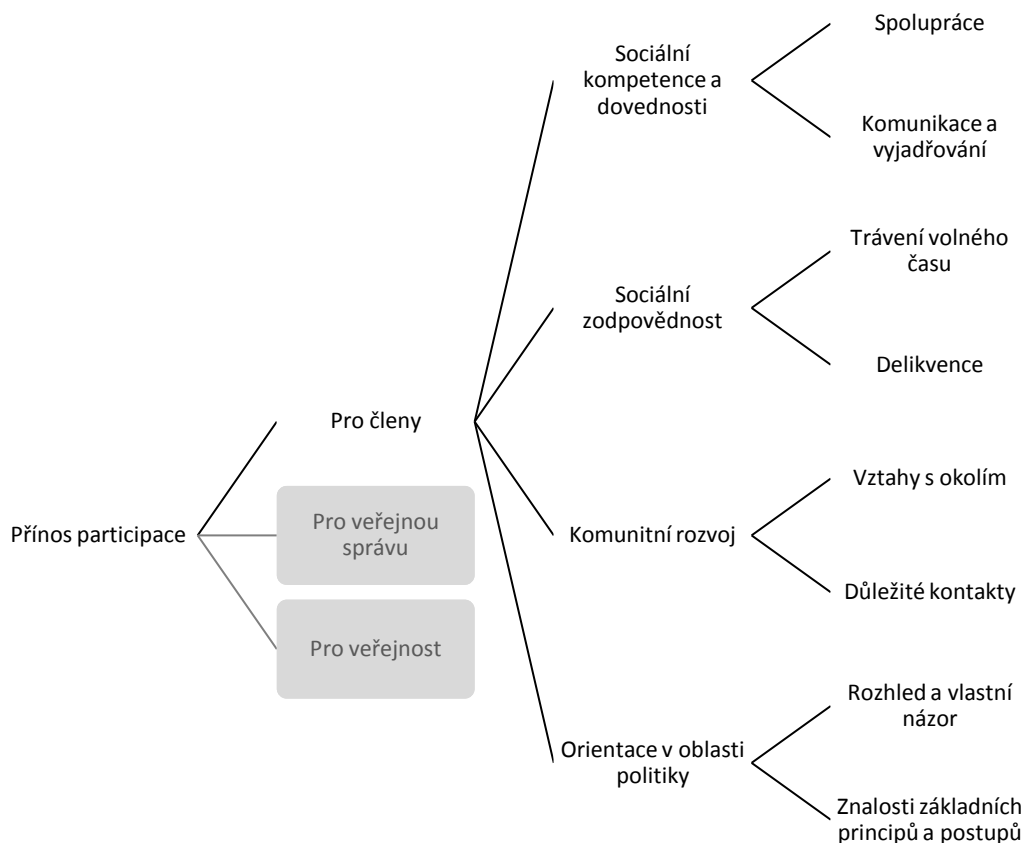 Přínos participace
Pro členy
Pro veřejnou
správu
Pro veřejnost
Sociální
kompetence a
dovednosti
Spolupráce
Komunikace a
vyjadřování
Sociální
zodpovědnost
Trávení volného
času
Delikvence
Komunitní rozvoj
Vztahy s okolím
Důležité kontakty
Orientace v oblasti
politiky
Rozhled a vlastní
názor
Znalosti základních
principů a postupů